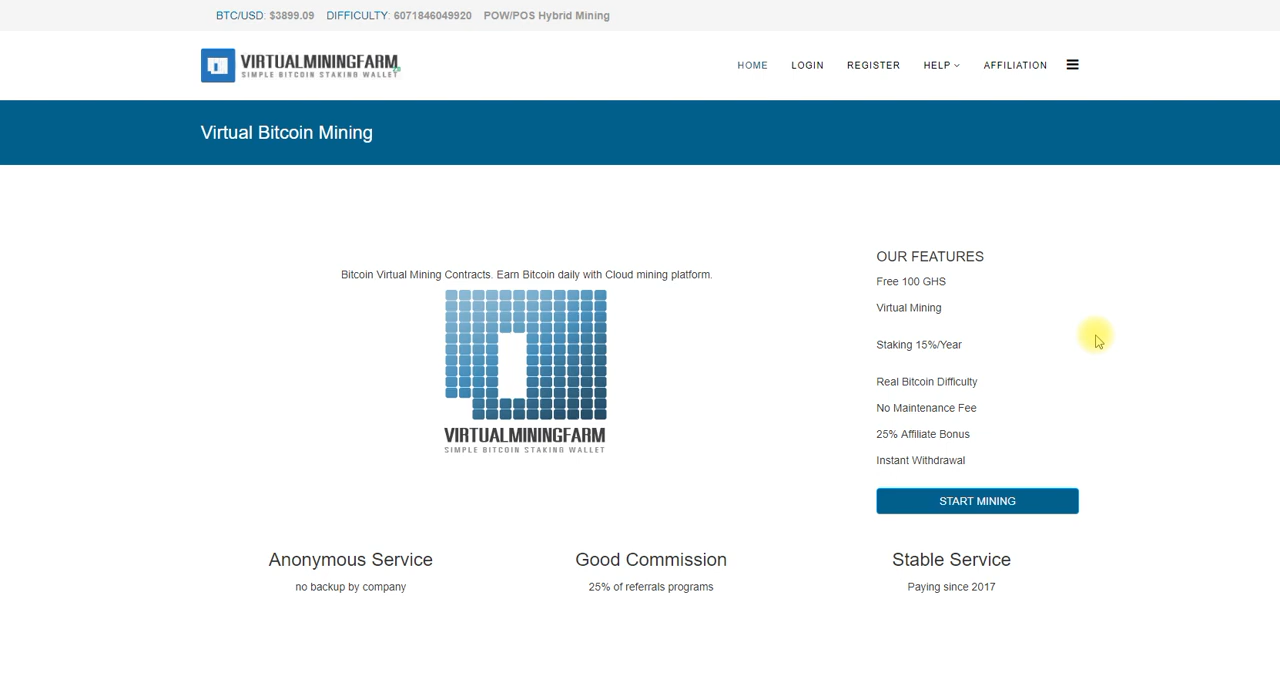 BTC/USD: $3899.09 DIFFICULTY: 6071846049920 POW/POS Hybrid Mining
VIRTUALMININGFARM
SIMPLE BITCOIN STAKING WALLET
HOME LOGIN REGISTER HELP AFFILIATION
Virtual Bitcoin Mining
Bitcoin Virtual Mining Contracts. Earn Bitcoin daily with Cloud mining platform.
VIRTUALMININGFARM
SIMPLE BITCOIN STAKING WALLET
OUR FEATURES
Free 100 GHS
Virtual Mining
Staking 15%/Year
Real Bitcoin Difficulty
No Maintenance Fee
25% Affiliate Bonus
Instant Withdrawal
START MINING
Anonymous Service
no backup by company
Good Commission
25% of referrals programs
Stable Service
Paying since 2017